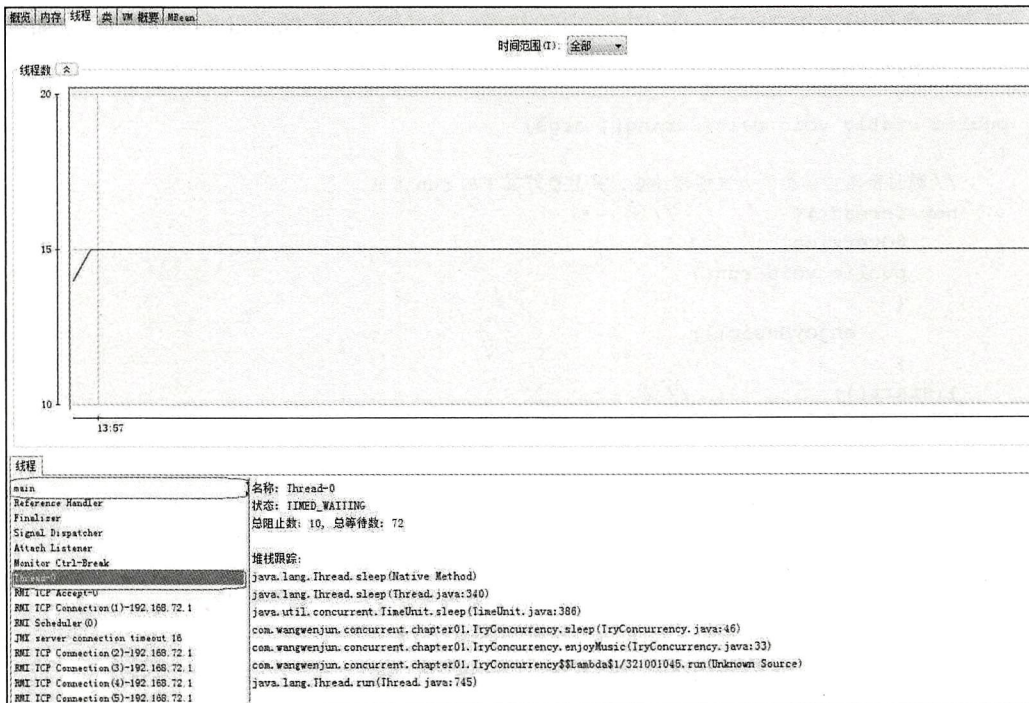 概览 内存 线程 类 VM 概要 MBean
时间范围(T): 全部
线程数
20
15
10
13:57
线程
main
Reference Handler
Finalizer
Signal Dispatcher
Attach Listener
Monitor Ctrl-Break
Thread-0
RMI TCP Accept-0
RMI TCP Connection(1)-192.168.72.1
RMI Scheduler(0)
JMX server connection timeout 16
RMI TCP Connection(2)-192.168.72.1
RMI TCP Connection(3)-192.168.72.1
RMI TCP Connection(4)-192.168.72.1
RMI TCP Connection(5)-192.168.72.1
名称: Thread-0
状态: TIMED_WAITING
总阻止数: 10, 总等待数: 72
堆栈跟踪:
java.lang.Thread.sleep(Native Method)
java.lang.Thread.sleep(Thread.java:340)
java.util.concurrent.TimeUnit.sleep(TimeUnit.java:386)
com.wangwenjun.concurrent.chapter01.TryConcurrency.sleep(TryConcurrency.java:46)
com.wangwenjun.concurrent.chapter01.TryConcurrency.enjoyMusic(TryConcurrency.java:33)
com.wangwenjun.concurrent.chapter01.TryConcurrency$$Lambda$1/321001045.run(Unknown Source)
java.lang.Thread.run(Thread.java:745)